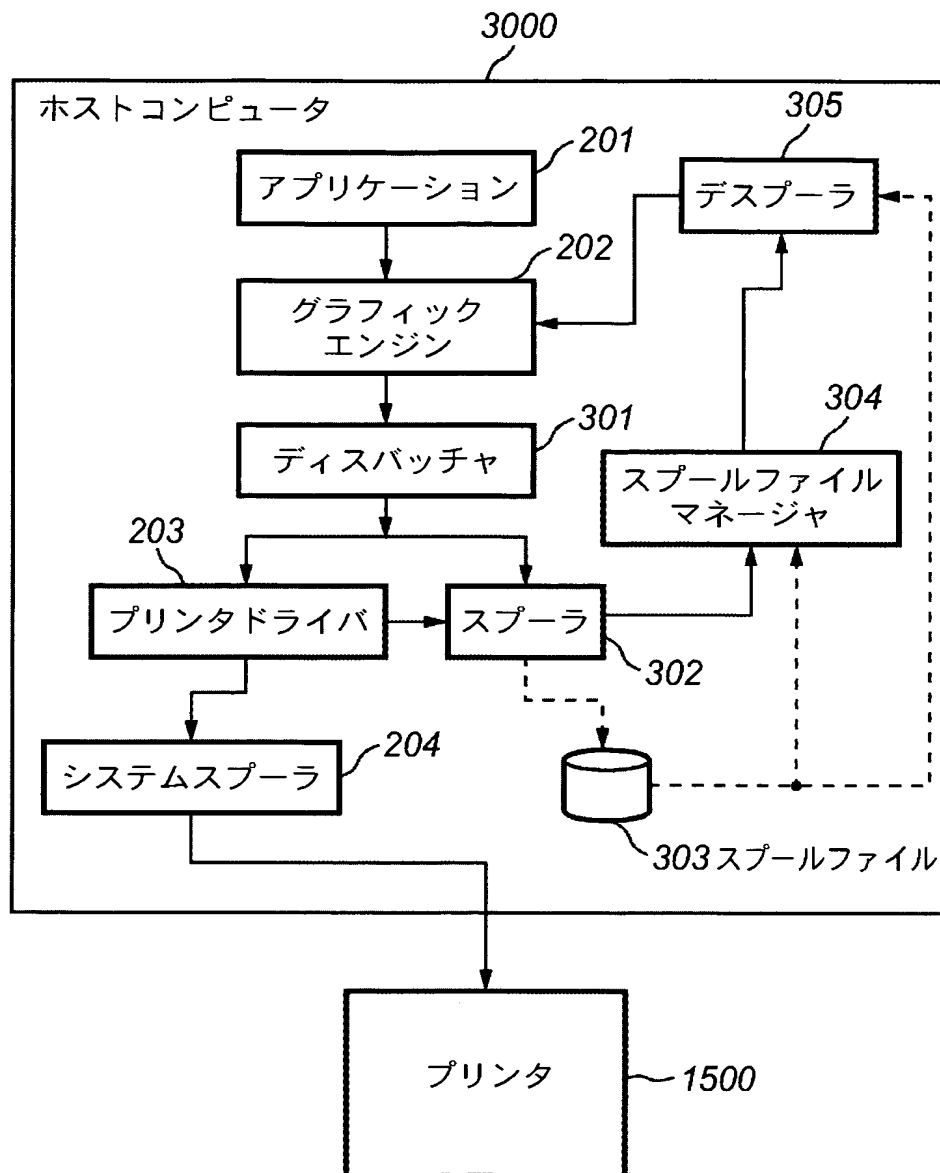 3000
ホストコンピュータ
305
201
アプリケーション
デスプーラ
202
グラフィック
エンジン
301
304
ディスパッチャ
スプールファイル
マネージャ
203
プリンタドライバ
スプーラ
302
204
システムスプーラ
303 スプールファイル
プリンタ
1500